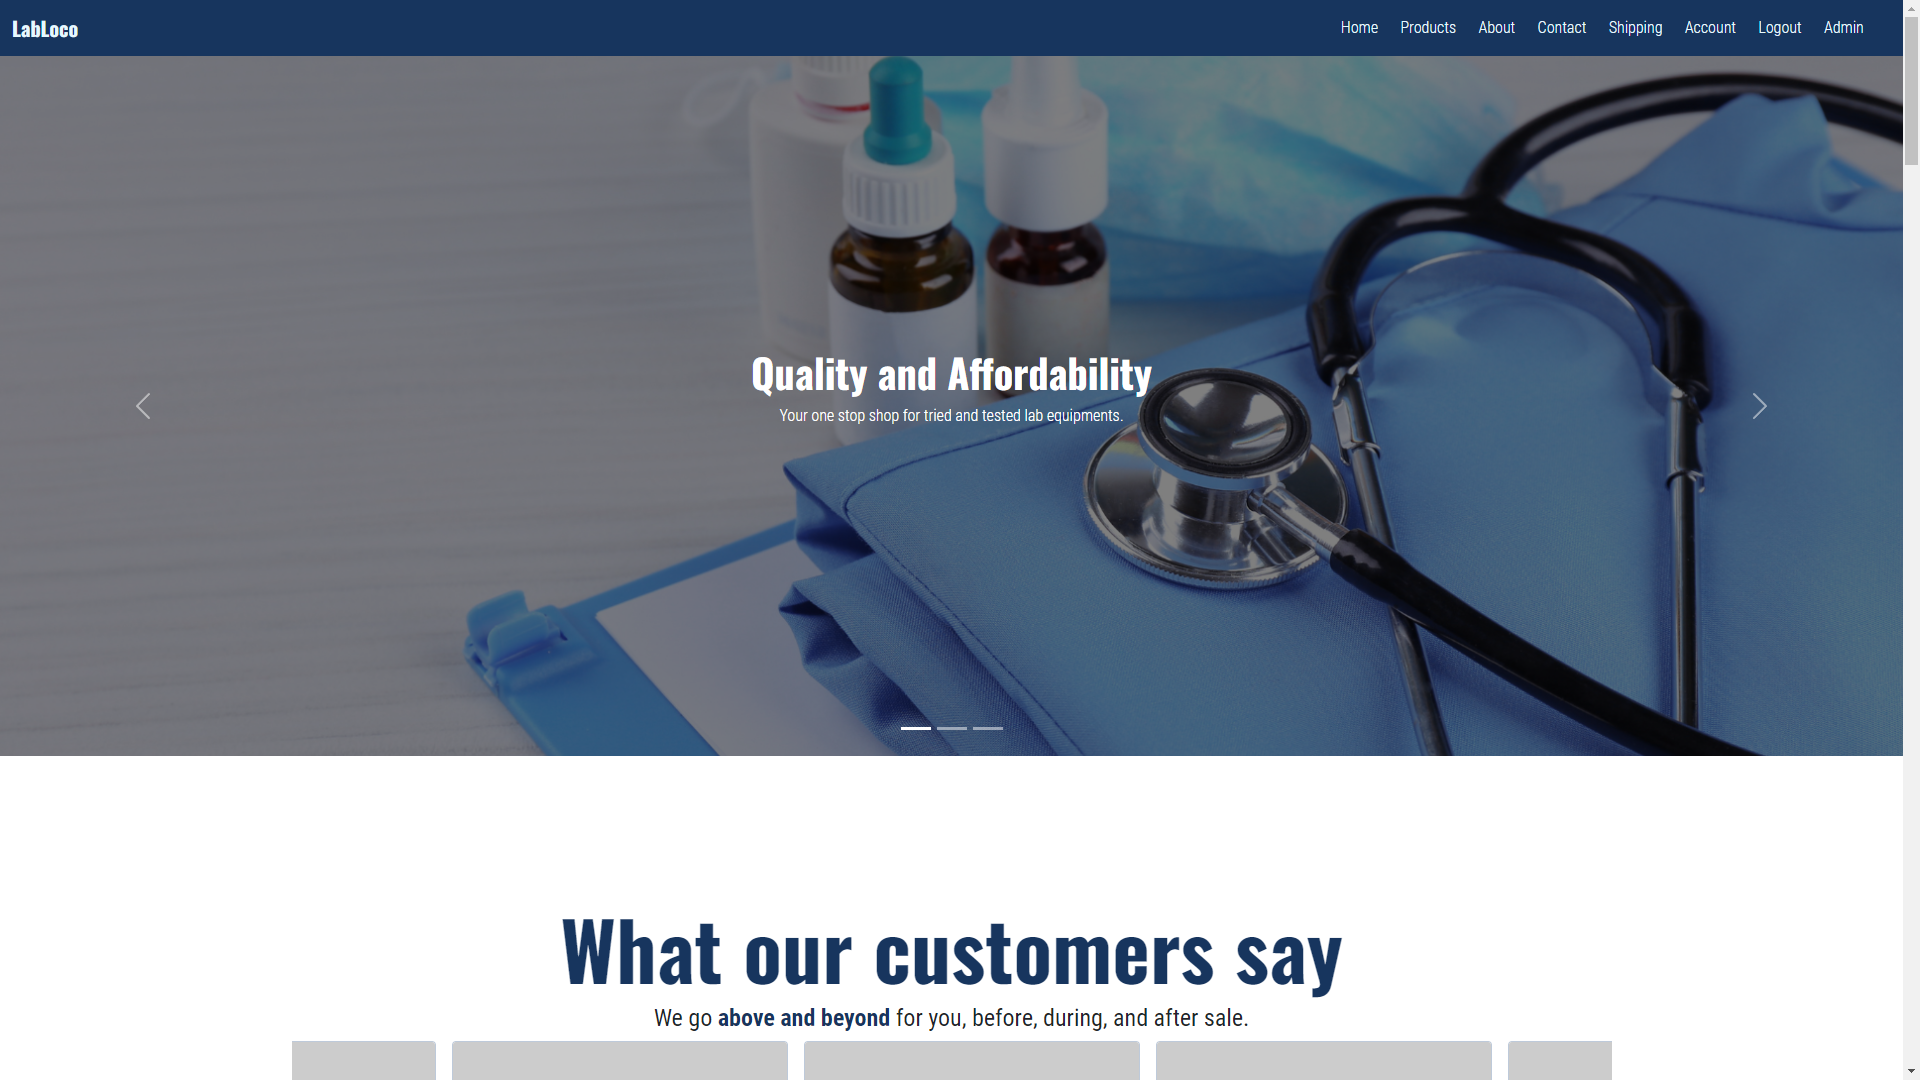 LabLoco
Home Products About Contact Shipping Account Logout Admin
Quality and Affordability
Your one stop shop for tried and tested lab equipments.
What our customers say
We go above and beyond for you, before, during, and after sale.